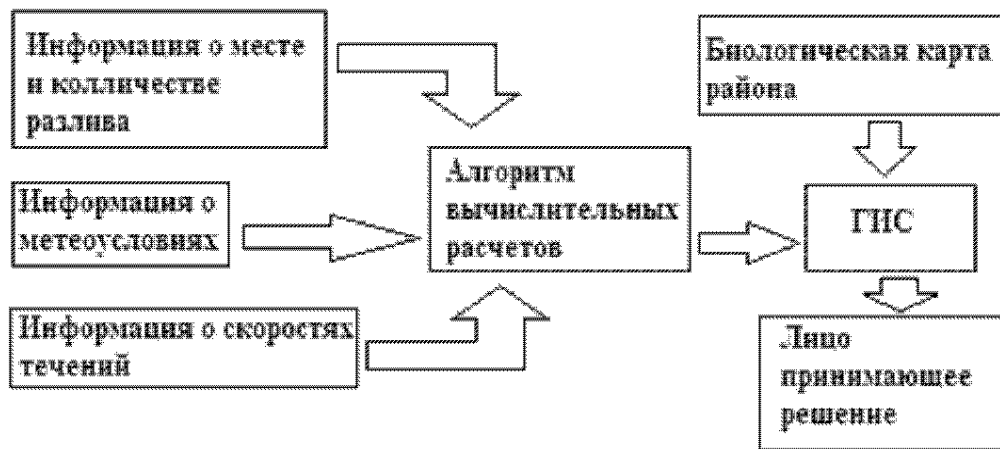 Информация о месте
и колличестве
разлива
Биологическая карта
района
Информация о
метеоусловиях
Алгоритм
вычислительных
расчетов
ГИС
Информация о скоростях
течений
Лицо
принимающее
решение